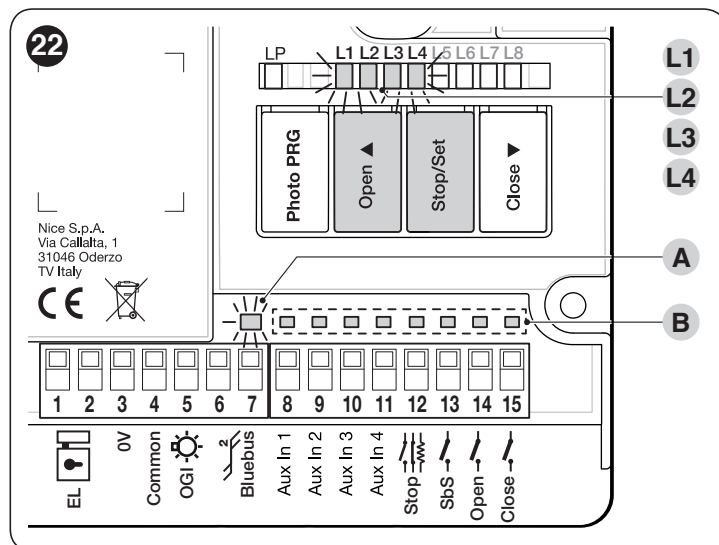 22
LP L1 L2 L3 L4 L5 L6 L7 L8
L1
L2
L3
L4
Photo PRG
Open ▲
Stop/Set
Close ▼
Nice S.p.A.
Via Callalta, 1
31046 Oderzo
TV Italy
CE
A
B
1 2 3 4 5 6 7 8 9 10 11 12 13 14 15
EL
0V
Common
OGI
2
Bluebus
Aux In 1
Aux In 2
Aux In 3
Aux In 4
Stop
SbS
Open
Close